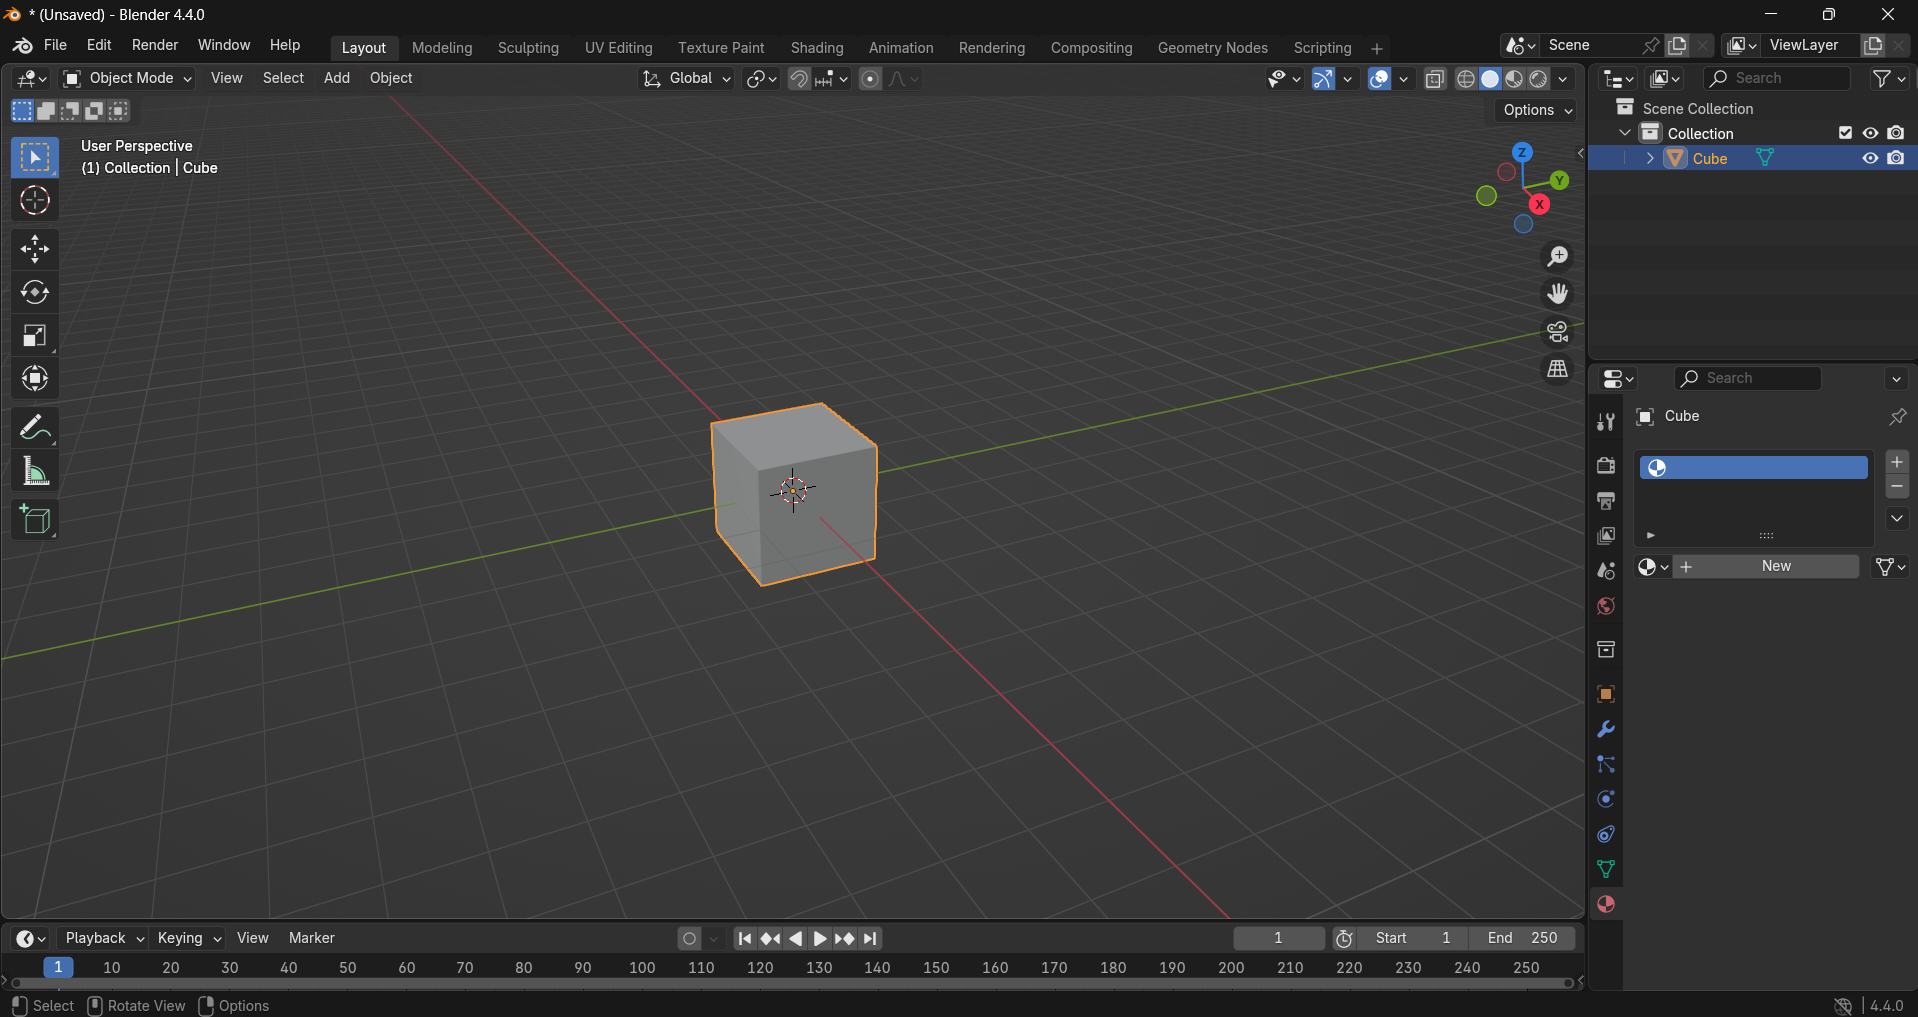 * (Unsaved) - Blender 4.4.0
File Edit Render Window Help Layout Modeling Sculpting UV Editing Texture Paint Shading Animation Rendering Compositing Geometry Nodes Scripting + Scene ViewLayer
Object Mode View Select Add Object Global Search
Options
User Perspective
(1) Collection | Cube
Z
Y
X
Scene Collection
Collection
Cube
Search
Cube
New
Playback Keying View Marker 1 Start 1 End 250
1 10 20 30 40 50 60 70 80 90 100 110 120 130 140 150 160 170 180 190 200 210 220 230 240 250
Select Rotate View Options 4.4.0